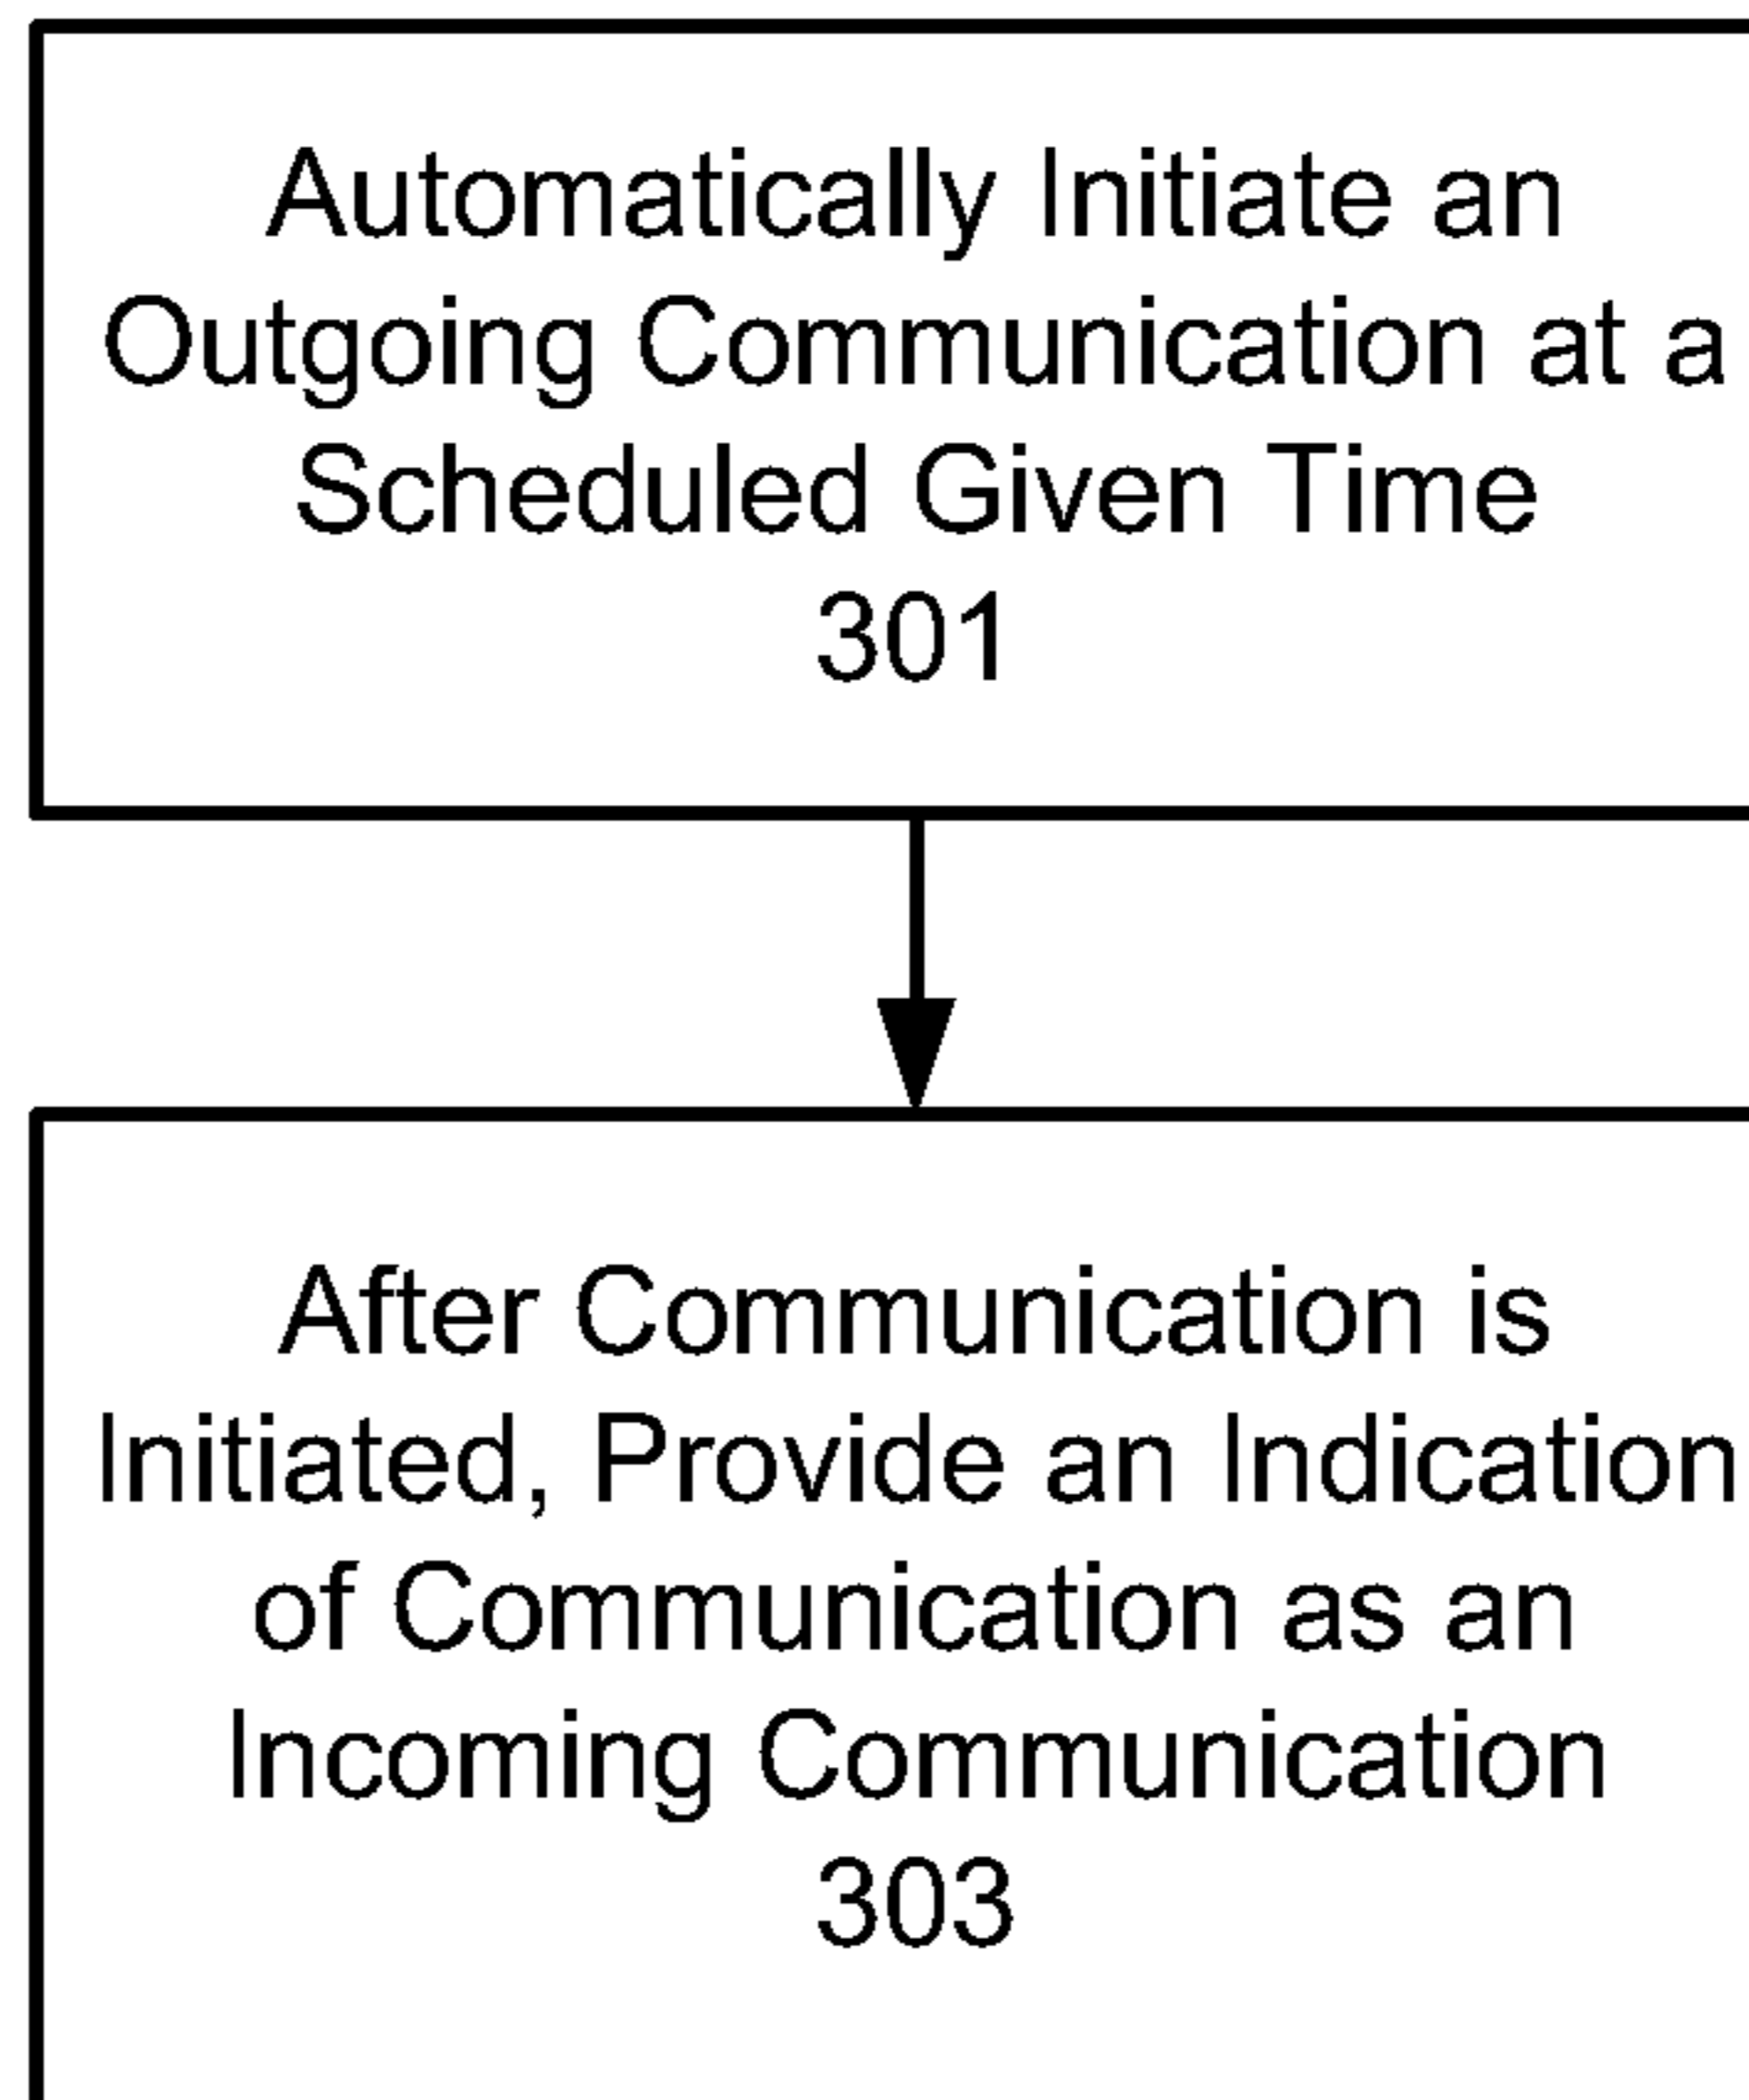 Automatically Initiate an
Outgoing Communication at a
Scheduled Given Time
301
After Communication is
Initiated, Provide an Indication
of Communication as an
Incoming Communication
303